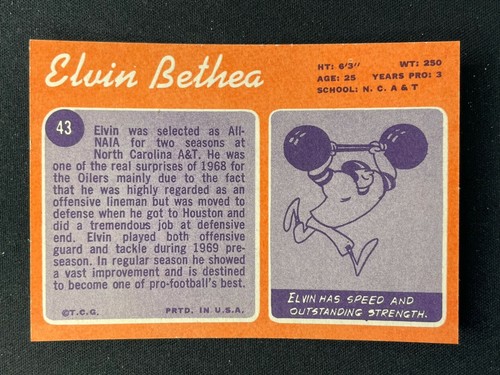 Elvin Bethea
HT: 6'3" WT: 250
AGE: 25 YEARS PRO: 3
SCHOOL: N. C. A & T
43
Elvin was selected as All-
NAIA for two seasons at
North Carolina A&T. He was
one of the real surprises of 1968 for
the Oilers mainly due to the fact
that he was highly regarded as an
offensive lineman but was moved to
defense when he got to Houston and
did a tremendous job at defensive
end. Elvin played both offensive
guard and tackle during 1969 pre-
season. In regular season he showed
a vast improvement and is destined
to become one of pro-football's best.
©T.C.G. PRTD. IN U.S.A.
ELVIN HAS SPEED AND
OUTSTANDING STRENGTH.